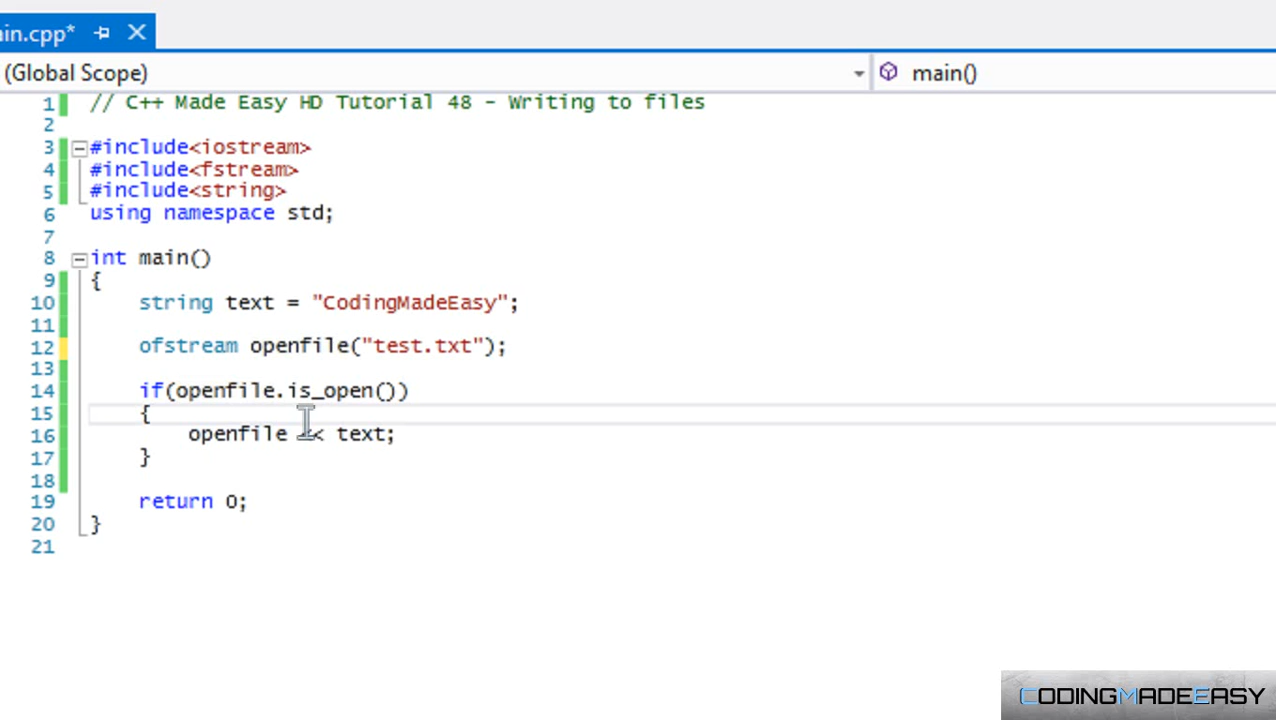 ain.cpp*
(Global Scope)
main()
1 // C++ Made Easy HD Tutorial 48 - Writing to files
2
3 #include<iostream>
4 #include<fstream>
5 #include<string>
6 using namespace std;
7
8 int main()
9 {
10 string text = "CodingMadeEasy";
11
12 ofstream openfile("test.txt");
13
14 if(openfile.is_open())
15 {
16 openfile << text;
17 }
18
19 return 0;
20 }
21
CODINGMADEEASY